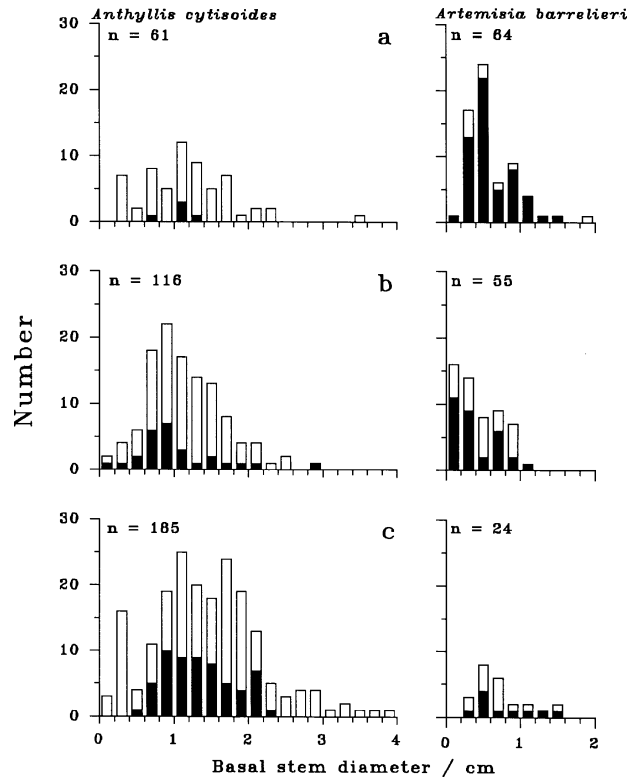 Anthyllis cytisoides
Artemisia barrelieri
30
n = 61
a
n = 64
20
10
0
30
n = 116
b
n = 55
20
10
0
Number
30
n = 185
c
n = 24
20
10
0
0 1 2 3 4 0 1 2
Basal stem diameter / cm